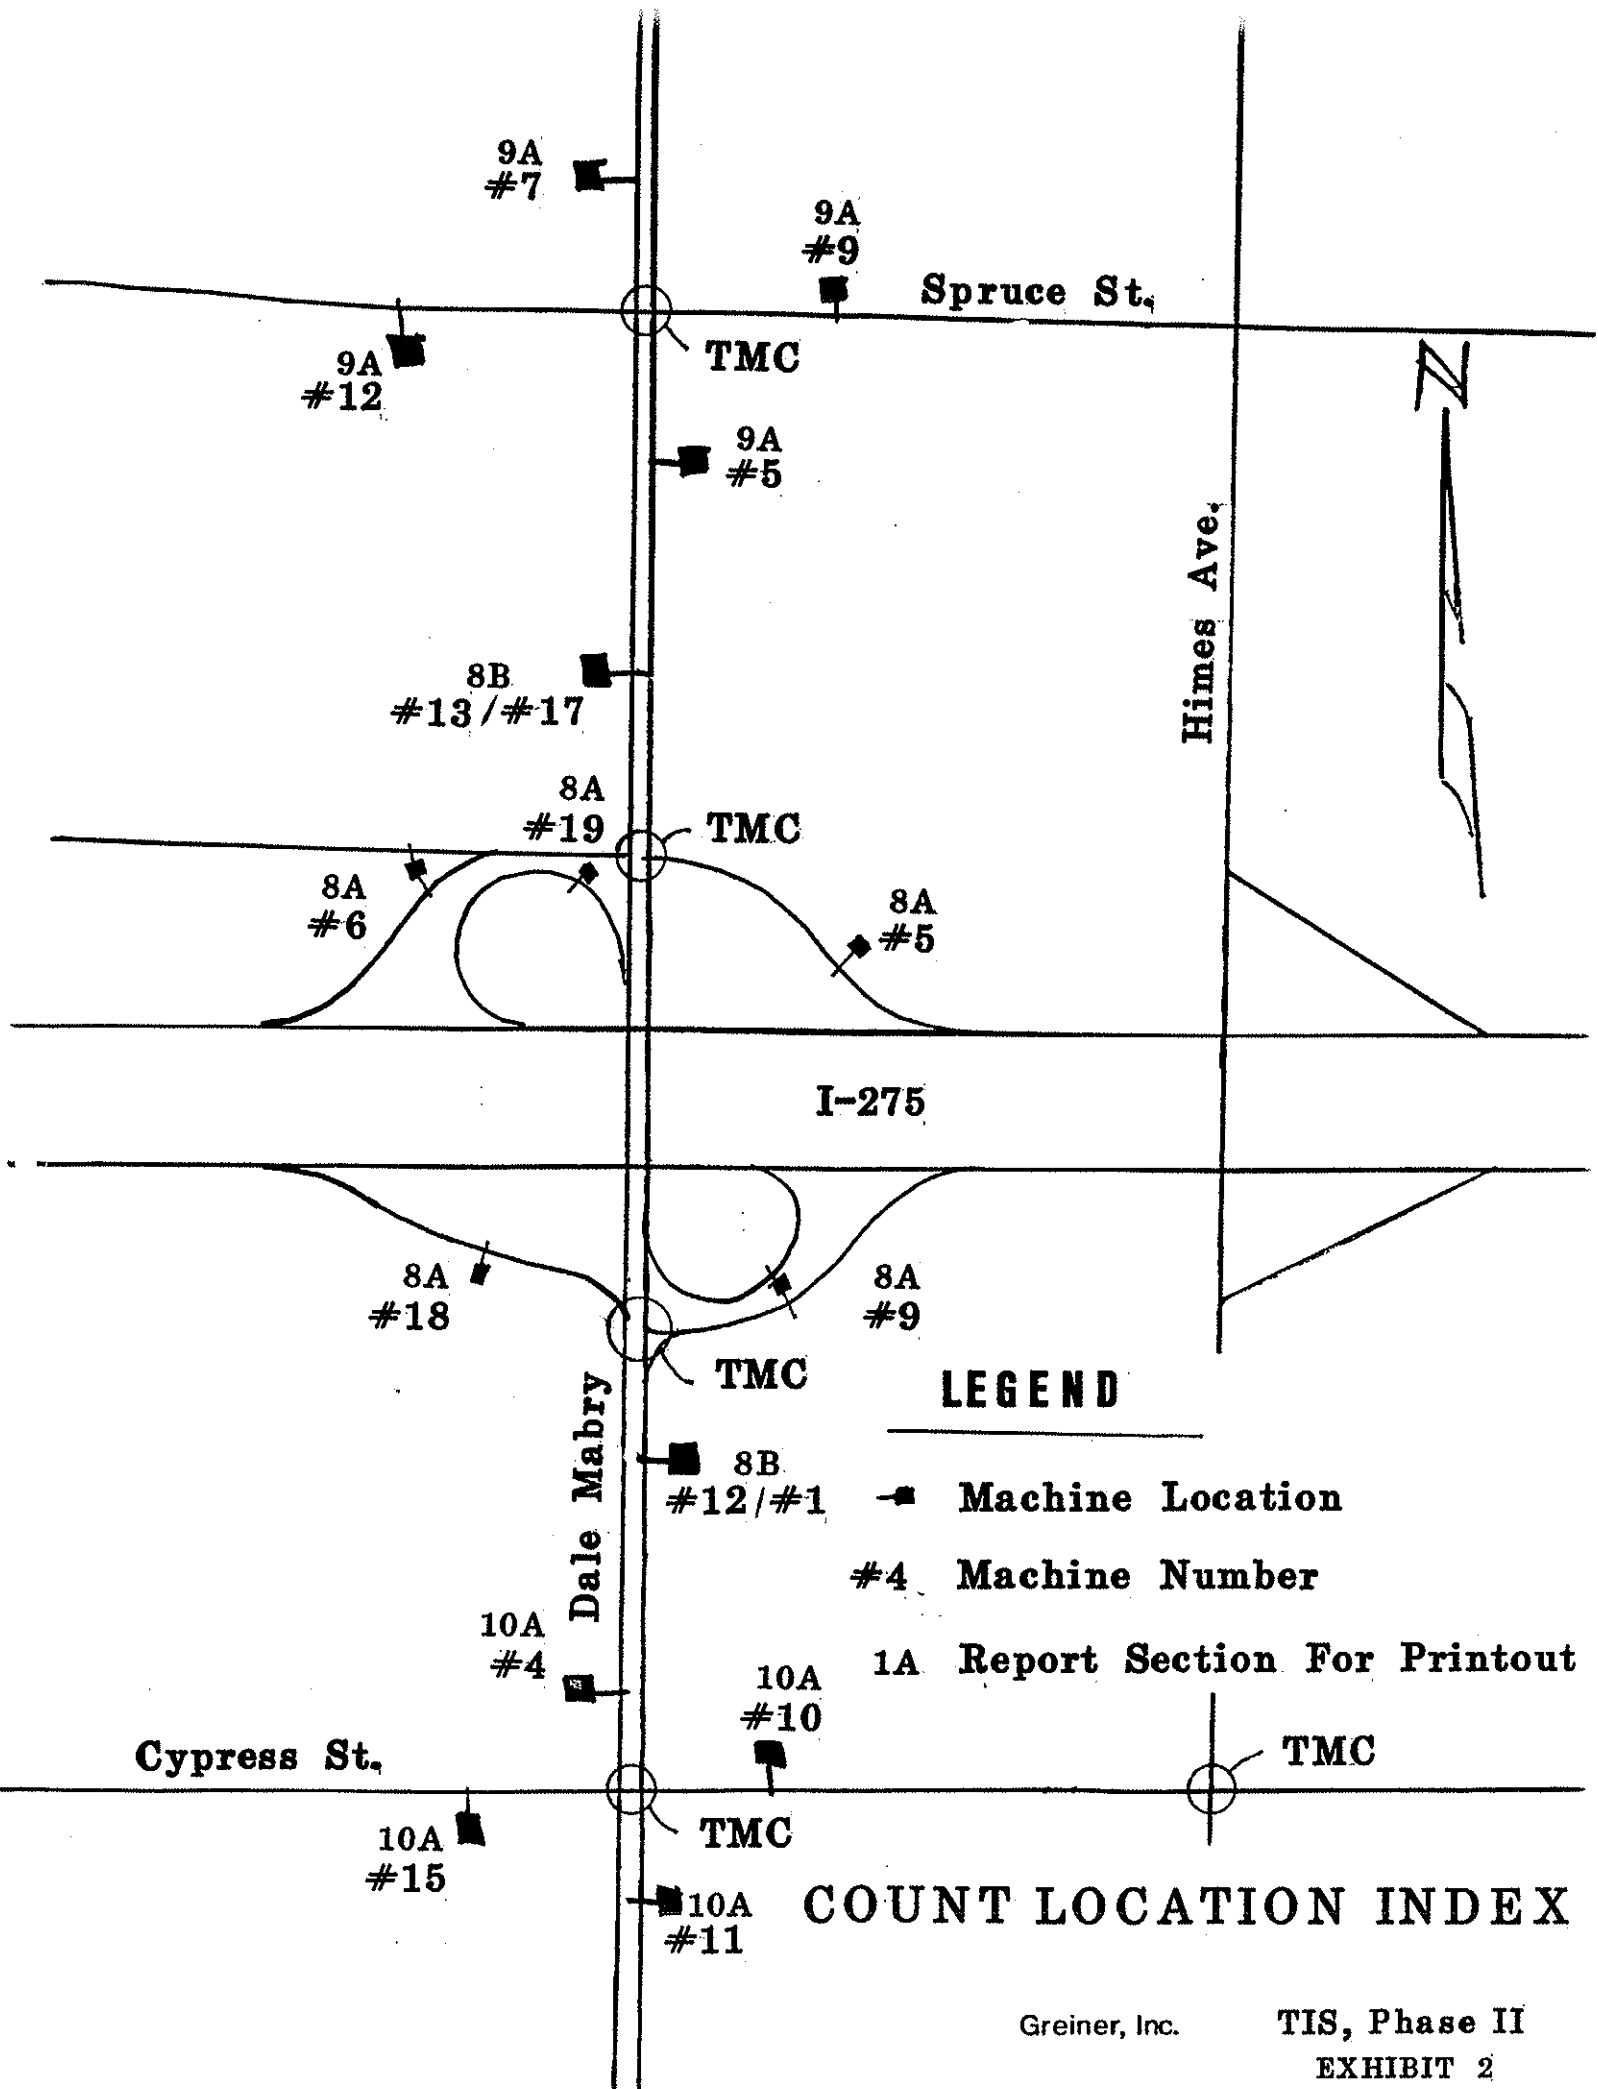 9A
#7
9A
#9
Spruce St.
TMC
9A
#12
9A
#5
N
Himes Ave.
8B
#13/#17
8A
#19
TMC
8A
#6
8A
#5
I-275
8A
#18
8A
#9
TMC
Dale Mabry
8B
#12/#1
LEGEND
Machine Location
#4 Machine Number
1A Report Section For Printout
10A
#4
10A
#10
Cypress St.
TMC
TMC
10A
#15
10A
#11
COUNT LOCATION INDEX
Greiner, Inc.
TIS, Phase II
EXHIBIT 2